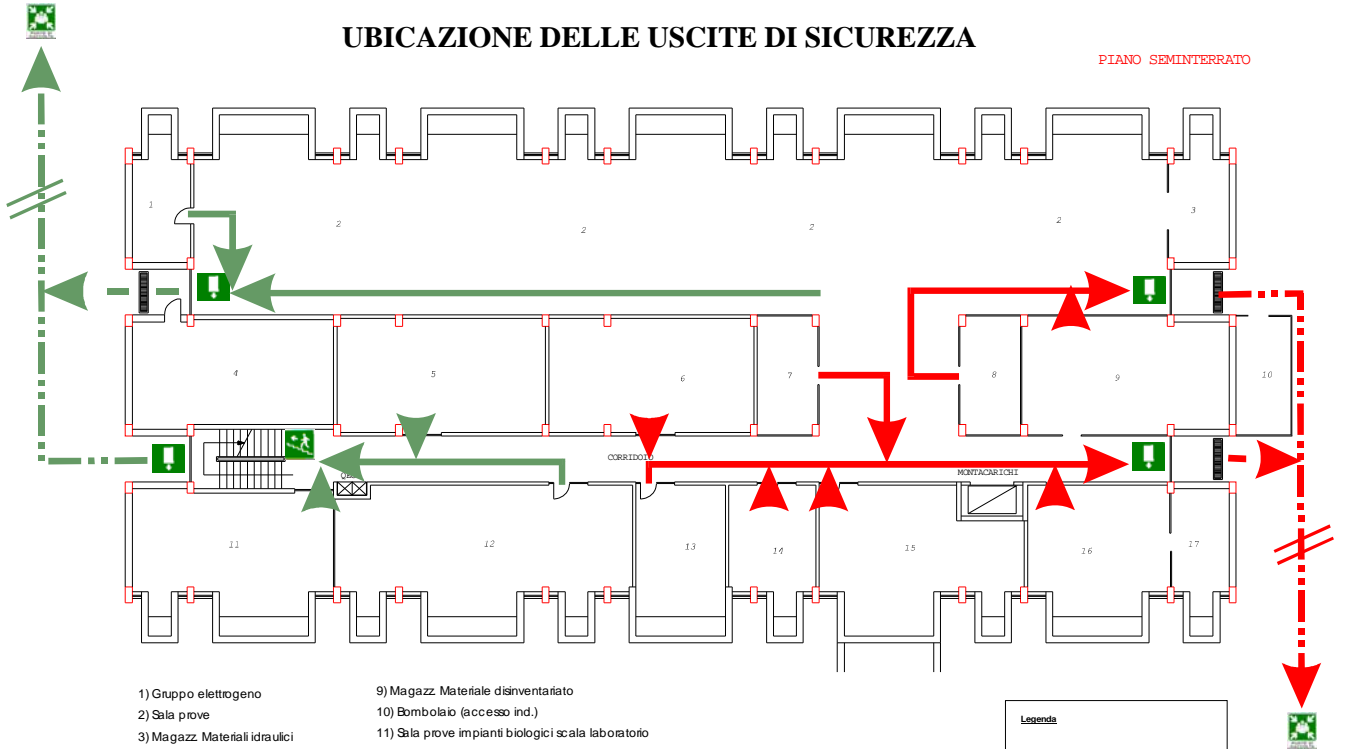 UBICAZIONE DELLE USCITE DI SICUREZZA
PIANO SEMINTERRATO
1
2
2
2
2
3
4
5
6
7
8
9
10
CORRIDOIO
MONTACARICHI
11
12
13
14
15
16
17
1) Gruppo elettrogeno
2) Sala prove
3) Magazz. Materiali idraulici
9) Magazz. Materiale disinventariato
10) Bombolaio (accesso ind.)
11) Sala prove impianti biologici scala laboratorio
Legenda